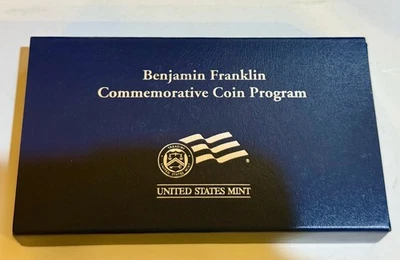 Benjamin Franklin
Commemorative Coin Program
UNITED STATES MINT